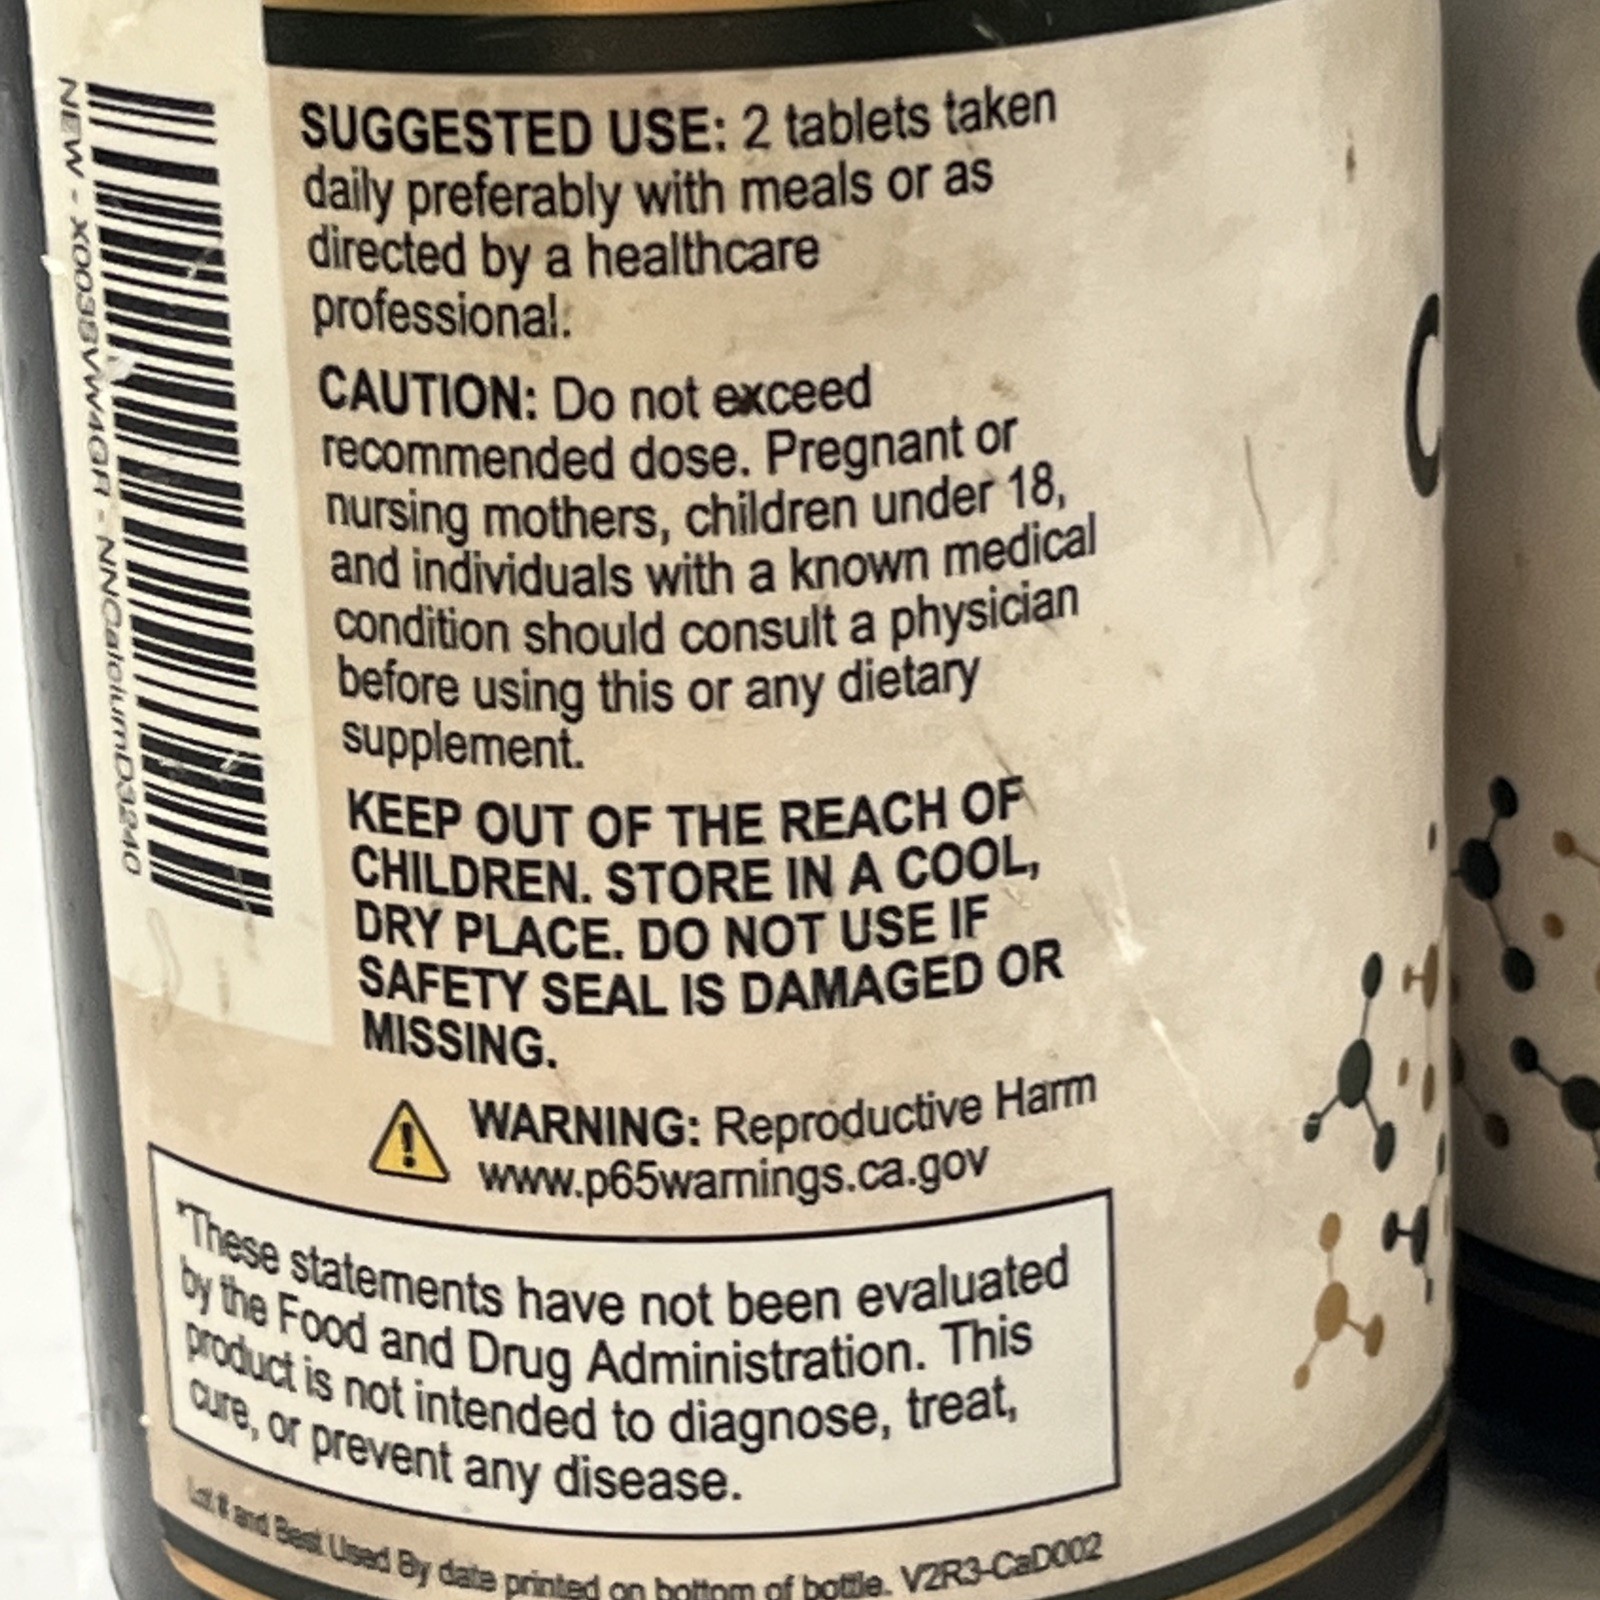 NEW - X003SVW4GR - NNCalciumD3240
SUGGESTED USE: 2 tablets taken
daily preferably with meals or as
directed by a healthcare
professional.
CAUTION: Do not exceed
recommended dose. Pregnant or
nursing mothers, children under 18,
and individuals with a known medical
condition should consult a physician
before using this or any dietary
supplement.
KEEP OUT OF THE REACH OF
CHILDREN. STORE IN A COOL,
DRY PLACE. DO NOT USE IF
SAFETY SEAL IS DAMAGED OR
MISSING.
WARNING: Reproductive Harm
www.p65warnings.ca.gov
*These statements have not been evaluated
by the Food and Drug Administration. This
product is not intended to diagnose, treat,
cure, or prevent any disease.
Lot # and Best Used By date printed on bottom of bottle. V2R3-CaD002
C